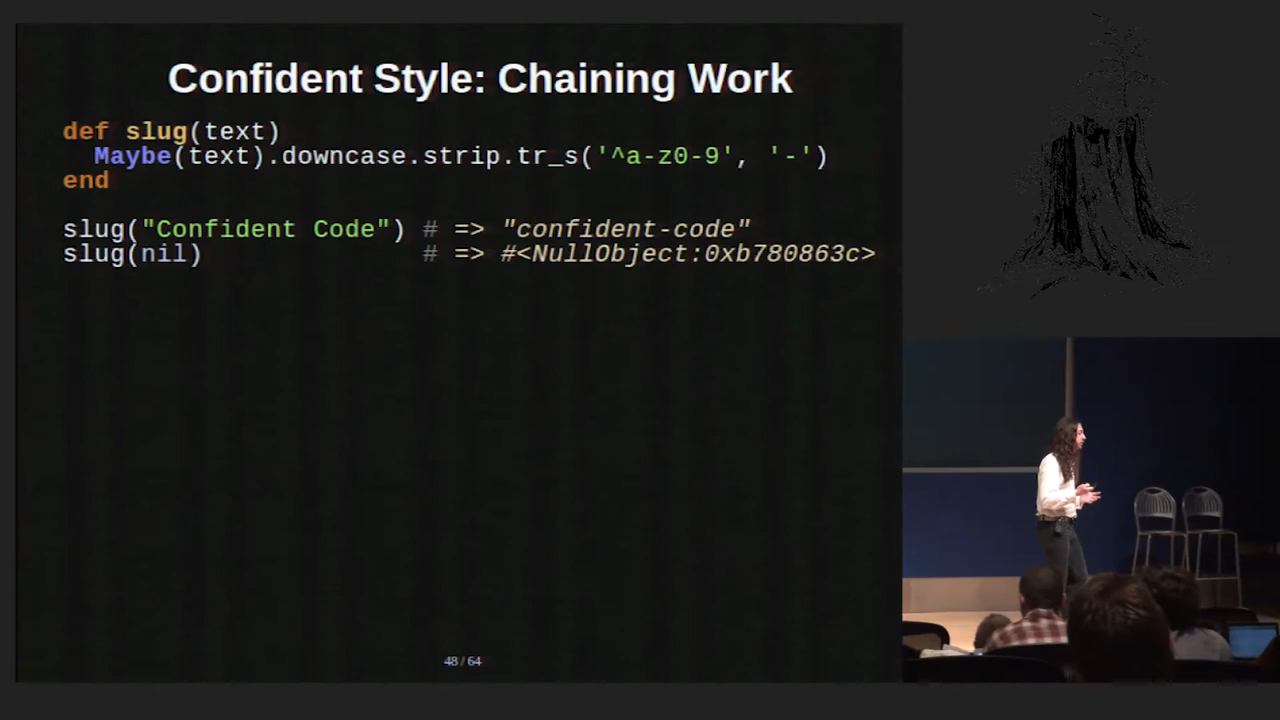 Confident Style: Chaining Work
def slug(text)
  Maybe(text).downcase.strip.tr_s('^a-z0-9', '-')
end
slug("Confident Code") # => "confident-code"
slug(nil)              # => #<NullObject:0xb780863c>
48 / 64